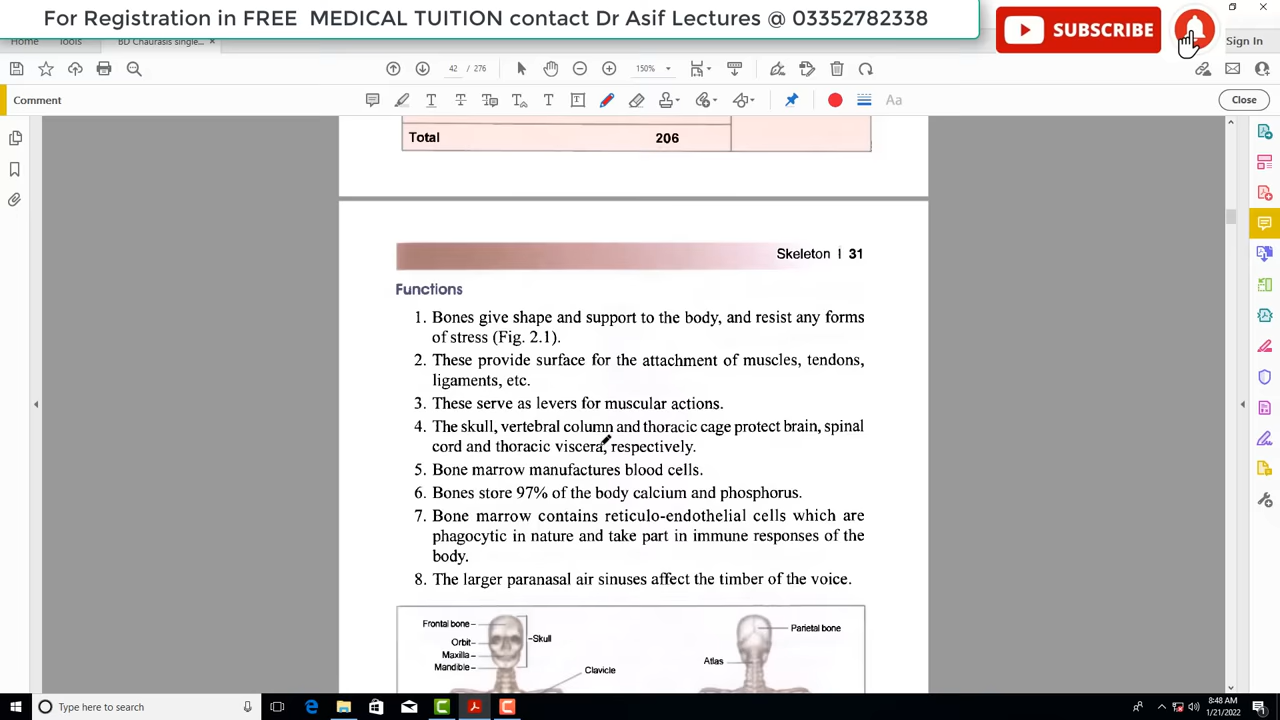 For Registration in FREE MEDICAL TUITION contact Dr Asif Lectures @ 03352782338
SUBSCRIBE
Home Tools BD Chaurasis single... × Sign In
42 / 276 150%
Comment Aa Close
Total 206
Skeleton | 31
Functions
1. Bones give shape and support to the body, and resist any forms
of stress (Fig. 2.1).
2. These provide surface for the attachment of muscles, tendons,
ligaments, etc.
3. These serve as levers for muscular actions.
4. The skull, vertebral column and thoracic cage protect brain, spinal
cord and thoracic viscera, respectively.
5. Bone marrow manufactures blood cells.
6. Bones store 97% of the body calcium and phosphorus.
7. Bone marrow contains reticulo-endothelial cells which are
phagocytic in nature and take part in immune responses of the
body.
8. The larger paranasal air sinuses affect the timber of the voice.
Frontal bone
Orbit
Maxilla
Mandible
Skull
Clavicle
Parietal bone
Atlas
Type here to search
8:48 AM
1/21/2022